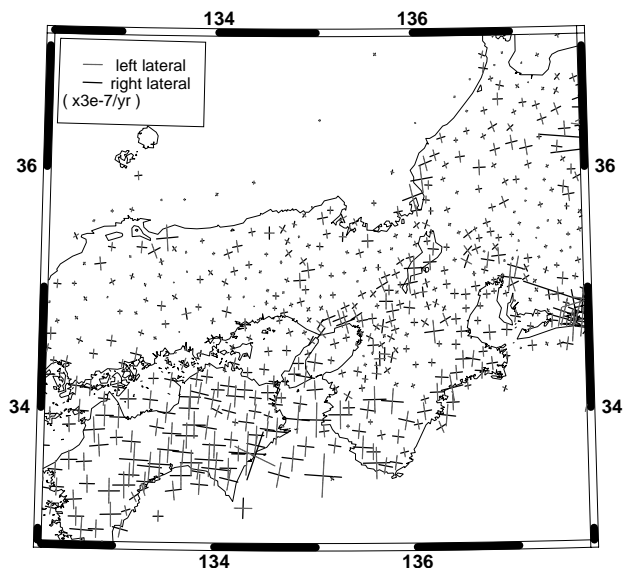 134 136
left lateral
right lateral
( x3e-7/yr )
36 36
34 34
134 136